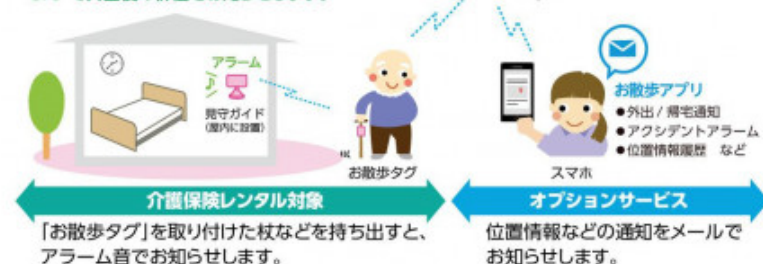 アラーム
見守ガイド
(屋内に設置)
お散歩タグ
スマホ
お散歩アプリ
●外出/帰宅通知
●アクシデントアラーム
●位置情報履歴 など
介護保険レンタル対象
オプションサービス
「お散歩タグ」を取り付けた杖などを持ち出すと、
アラーム音でお知らせします。
位置情報などの通知をメールで
お知らせします。